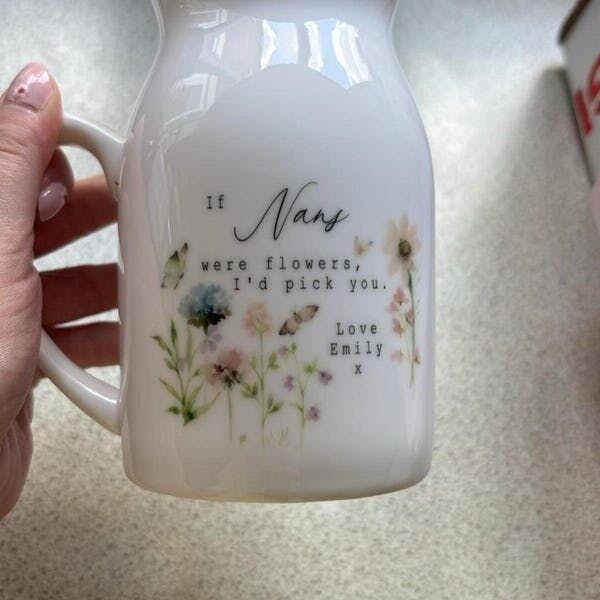 If Nans
were flowers,
I'd pick you.
Love
Emily
x